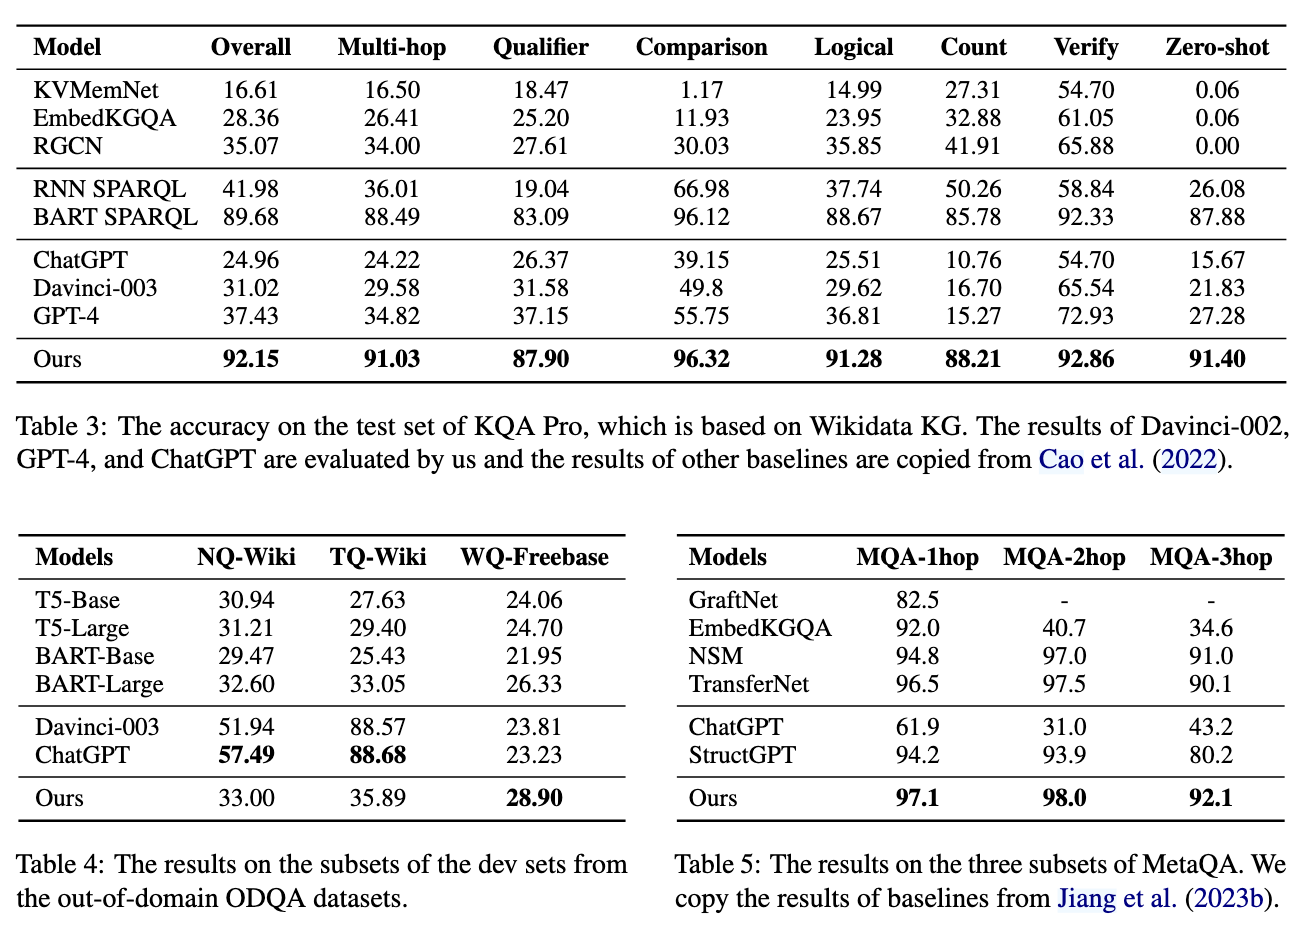 Model Overall Multi-hop Qualifier Comparison Logical Count Verify Zero-shot
KVMemNet 16.61 16.50 18.47 1.17 14.99 27.31 54.70 0.06
EmbedKGQA 28.36 26.41 25.20 11.93 23.95 32.88 61.05 0.06
RGCN 35.07 34.00 27.61 30.03 35.85 41.91 65.88 0.00
RNN SPARQL 41.98 36.01 19.04 66.98 37.74 50.26 58.84 26.08
BART SPARQL 89.68 88.49 83.09 96.12 88.67 85.78 92.33 87.88
ChatGPT 24.96 24.22 26.37 39.15 25.51 10.76 54.70 15.67
Davinci-003 31.02 29.58 31.58 49.8 29.62 16.70 65.54 21.83
GPT-4 37.43 34.82 37.15 55.75 36.81 15.27 72.93 27.28
Ours 92.15 91.03 87.90 96.32 91.28 88.21 92.86 91.40
Table 3: The accuracy on the test set of KQA Pro, which is based on Wikidata KG. The results of Davinci-002,
GPT-4, and ChatGPT are evaluated by us and the results of other baselines are copied from Cao et al. (2022).
Models NQ-Wiki TQ-Wiki WQ-Freebase
T5-Base 30.94 27.63 24.06
T5-Large 31.21 29.40 24.70
BART-Base 29.47 25.43 21.95
BART-Large 32.60 33.05 26.33
Davinci-003 51.94 88.57 23.81
ChatGPT 57.49 88.68 23.23
Ours 33.00 35.89 28.90
Table 4: The results on the subsets of the dev sets from
the out-of-domain ODQA datasets.
Models MQA-1hop MQA-2hop MQA-3hop
GraftNet 82.5 - -
EmbedKGQA 92.0 40.7 34.6
NSM 94.8 97.0 91.0
TransferNet 96.5 97.5 90.1
ChatGPT 61.9 31.0 43.2
StructGPT 94.2 93.9 80.2
Ours 97.1 98.0 92.1
Table 5: The results on the three subsets of MetaQA. We
copy the results of baselines from Jiang et al. (2023b).